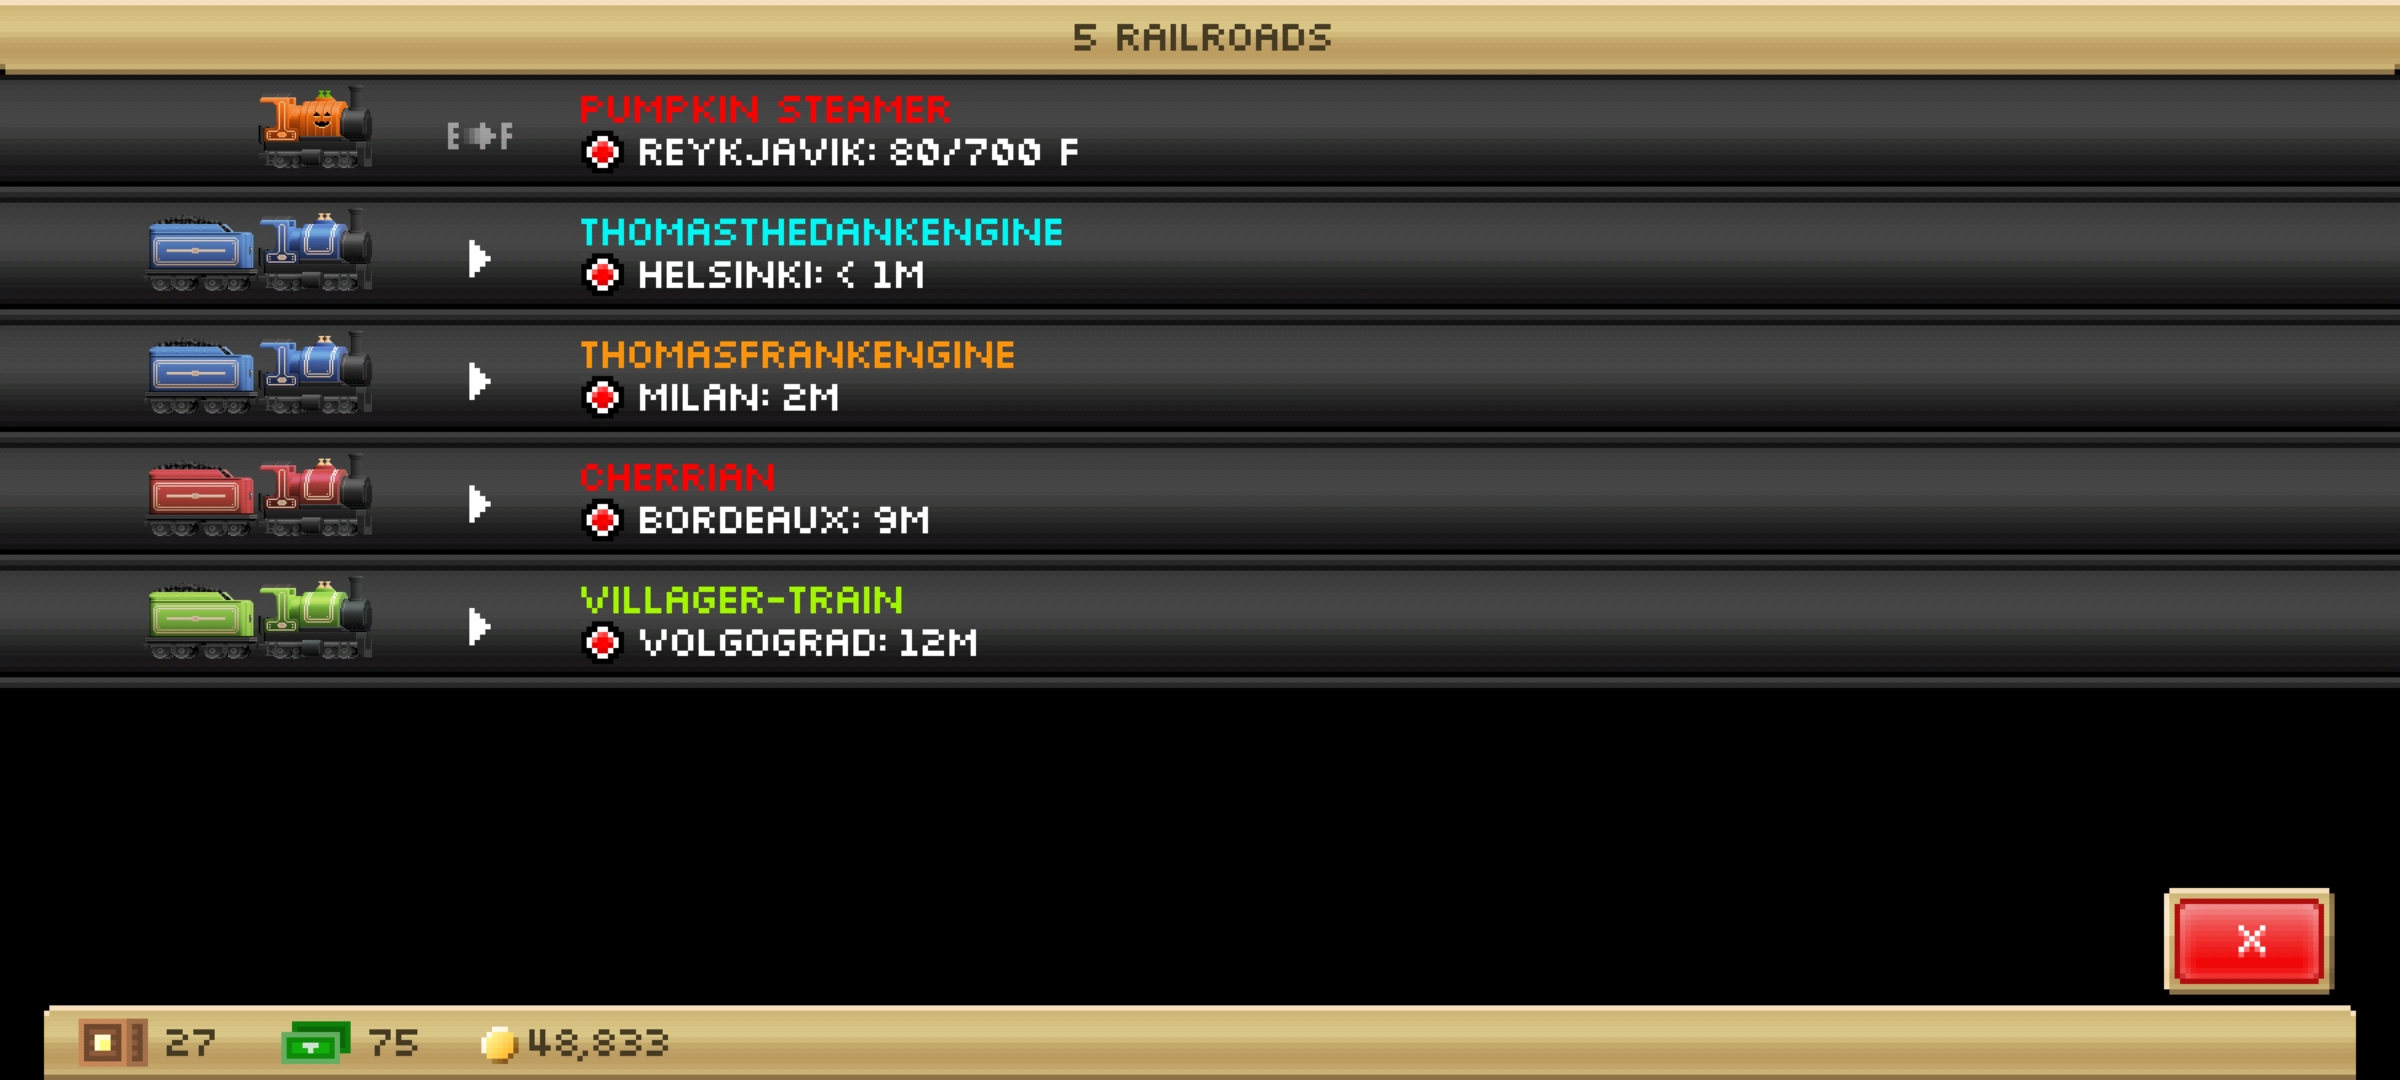 5 RAILROADS
PUMPKIN STEAMER
E F
REYKJAVIK: 80/700 F
THOMASTHEDANKENGINE
HELSINKI: < 1M
THOMASFRANKENGINE
MILAN: 2M
CHERRIAN
BORDEAUX: 9M
VILLAGER-TRAIN
VOLGOGRAD: 12M
X
27 75 48,833